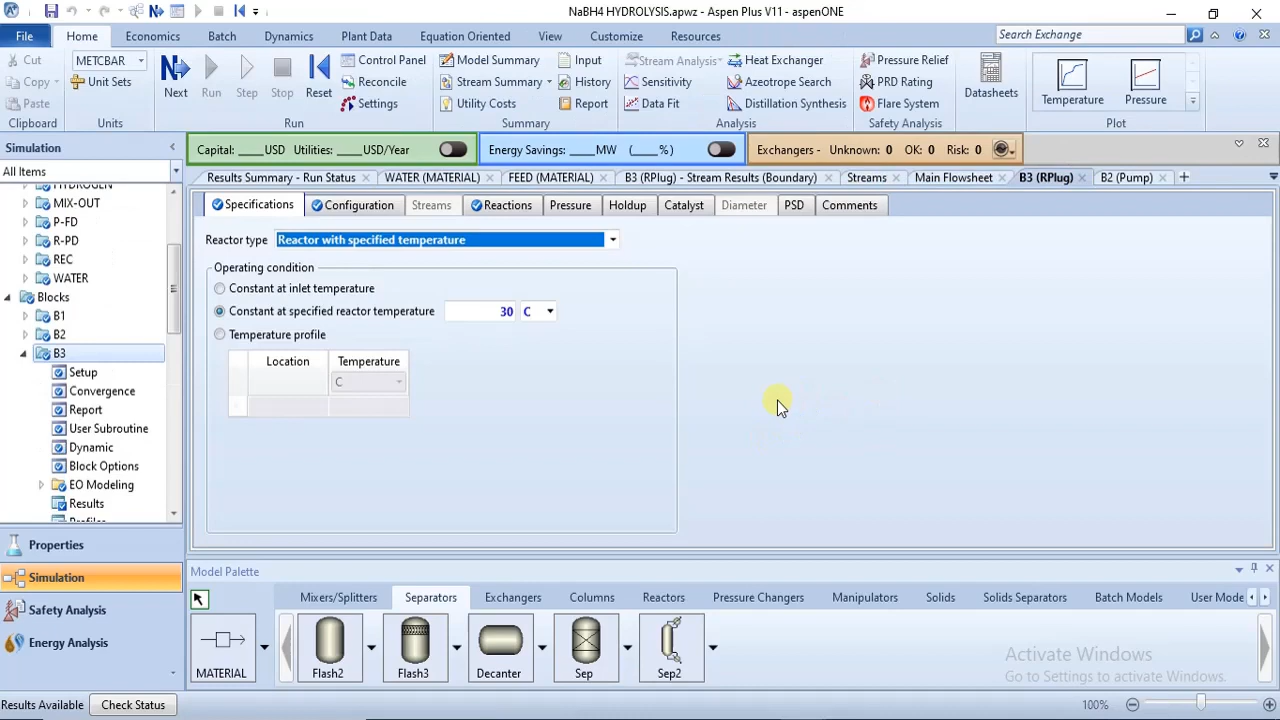 NaBH4 HYDROLYSIS.apwz - Aspen Plus V11 - aspenONE
File Home Economics Batch Dynamics Plant Data Equation Oriented View Customize Resources Search Exchange
Cut METCBAR Control Panel Model Summary Input Stream Analysis Heat Exchanger Pressure Relief
Copy Unit Sets Next Run Step Stop Reset Reconcile Stream Summary History Sensitivity Azeotrope Search PRD Rating Datasheets Temperature Pressure
Paste Settings Utility Costs Report Data Fit Distillation Synthesis Flare System
Clipboard Units Run Summary Analysis Safety Analysis Plot
Simulation Capital: ____USD Utilities: ____USD/Year Energy Savings: ____MW (____%) Exchangers - Unknown: 0 OK: 0 Risk: 0
All Items Results Summary - Run Status WATER (MATERIAL) FEED (MATERIAL) B3 (RPlug) - Stream Results (Boundary) Stream Main Flowsheet B3 (RPlug) B2 (Pump)
HYDROGEN
MIX-OUT Specifications Configuration Streams Reactions Pressure Holdup Catalyst Diameter PSD Comments
P-FD
R-PD Reactor type Reactor with specified temperature
REC Operating condition
WATER Constant at inlet temperature
Blocks
B1 Constant at specified reactor temperature 30 C
B2 Temperature profile
B3 Location Temperature
Setup C
Convergence
Report
User Subroutine
Dynamic
Block Options
EO Modeling
Results
Profiles
Properties
Model Palette
Simulation
Mixers/Splitters Separators Exchangers Columns Reactors Pressure Changers Manipulators Solids Solids Separators Batch Models User Mode
Safety Analysis
Energy Analysis
Activate Windows
MATERIAL Flash2 Flash3 Decanter Sep Sep2 Go to Settings to activate Windows.
Results Available Check Status 100%